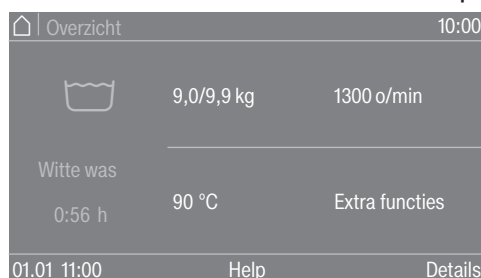 Overzicht 10:00
9,0/9,9 kg 1300 o/min
Witte was
0:56 h
90 °C Extra functies
01.01 11:00 Help Details